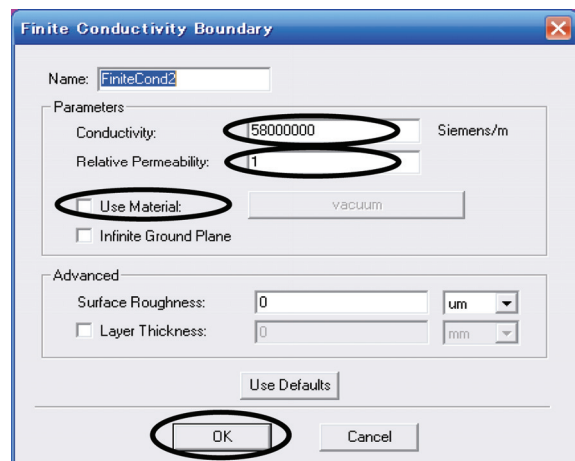 Finite Conductivity Boundary
Name: FiniteCond2
Parameters
Conductivity: 58000000 Siemens/m
Relative Permeability: 1
Use Material: vacuum
Infinite Ground Plane
Advanced
Surface Roughness: 0 um
Layer Thickness: 0 mm
Use Defaults
OK Cancel